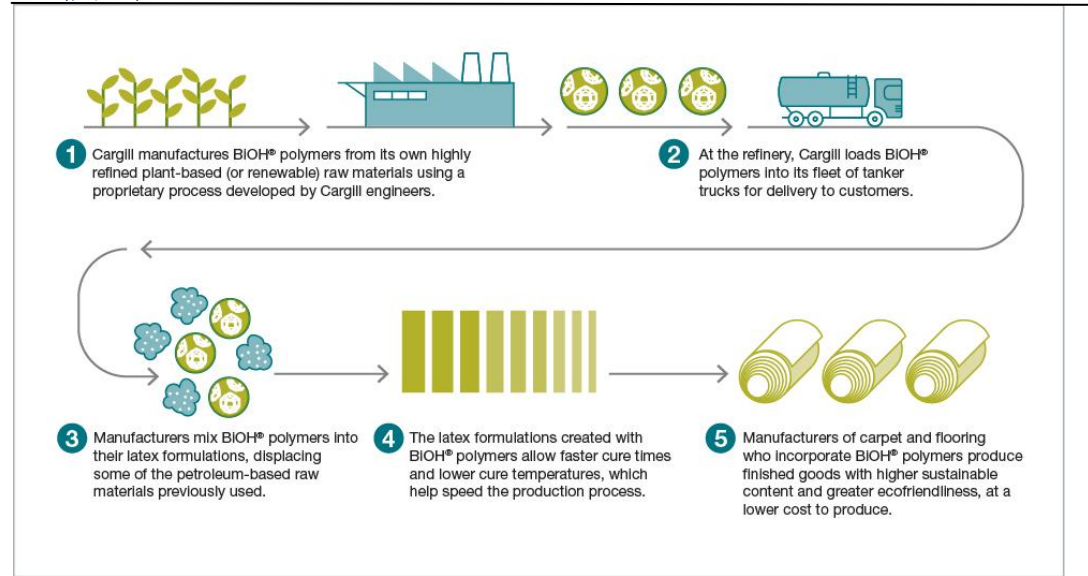 1 Cargill manufactures BiOH® polymers from its own highly
refined plant-based (or renewable) raw materials using a
proprietary process developed by Cargill engineers.
2 At the refinery, Cargill loads BiOH®
polymers into its fleet of tanker
trucks for delivery to customers.
3 Manufacturers mix BiOH® polymers into
their latex formulations, displacing
some of the petroleum-based raw
materials previously used.
4 The latex formulations created with
BiOH® polymers allow faster cure times
and lower cure temperatures, which
help speed the production process.
5 Manufacturers of carpet and flooring
who incorporate BiOH® polymers produce
finished goods with higher sustainable
content and greater ecofriendliness, at a
lower cost to produce.